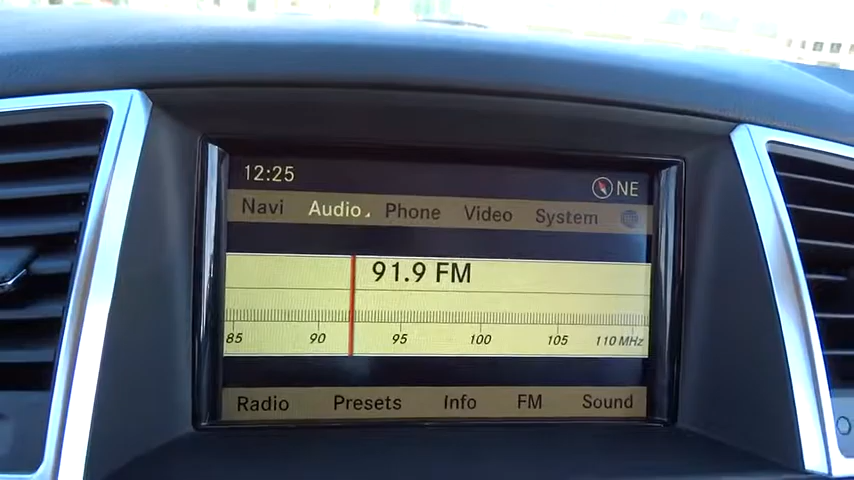 12:25 NE
Navi Audio Phone Video System
91.9 FM
85 90 95 100 105 110 MHz
Radio Presets Info FM Sound